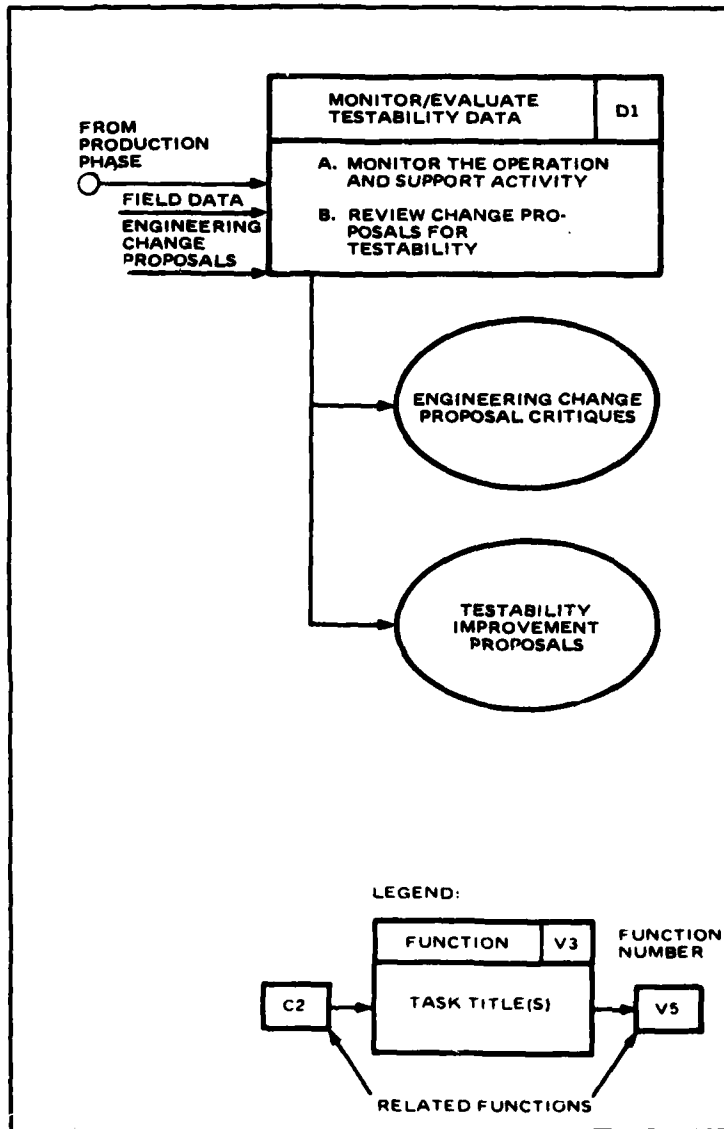 MONITOR/EVALUATE
TESTABILITY DATA
D1
FROM
PRODUCTION
PHASE
A. MONITOR THE OPERATION
AND SUPPORT ACTIVITY
FIELD DATA
B. REVIEW CHANGE PRO-
POSALS FOR
TESTABILITY
ENGINEERING
CHANGE
PROPOSALS
ENGINEERING CHANGE
PROPOSAL CRITIQUES
TESTABILITY
IMPROVEMENT
PROPOSALS
LEGEND:
FUNCTION
V3
FUNCTION
NUMBER
C2
TASK TITLE(S)
V5
RELATED FUNCTIONS